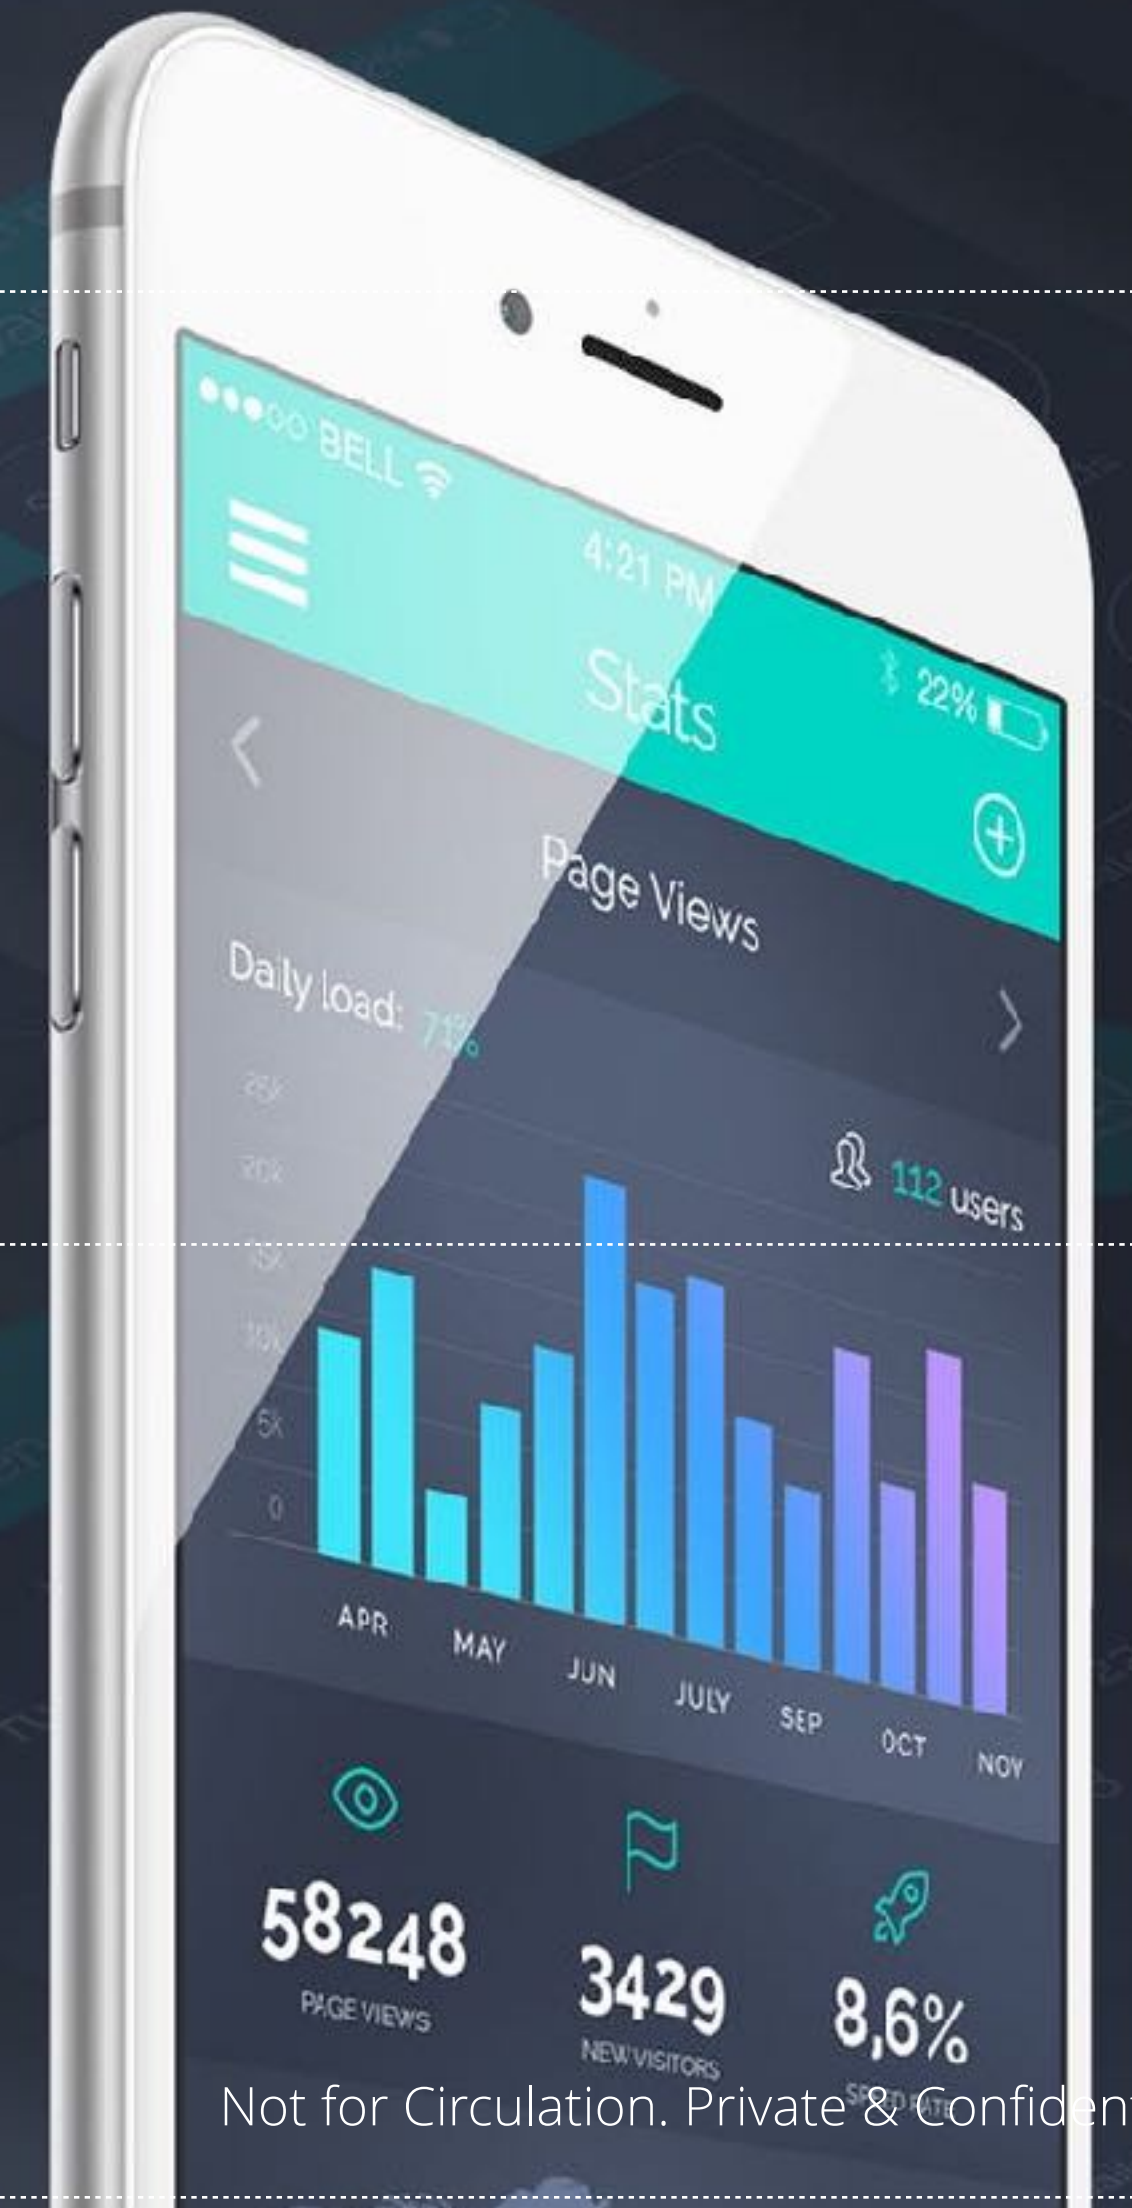 BELL
4:21 PM
22%
Stats
Page Views
Daily load: 71%
112 users
25K
20K
15K
10K
5K
0
APR MAY JUN JULY SEP OCT NOV
58248
PAGE VIEWS
3429
NEW VISITORS
8,6%
SPEED RATE
Not for Circulation. Private & Confident